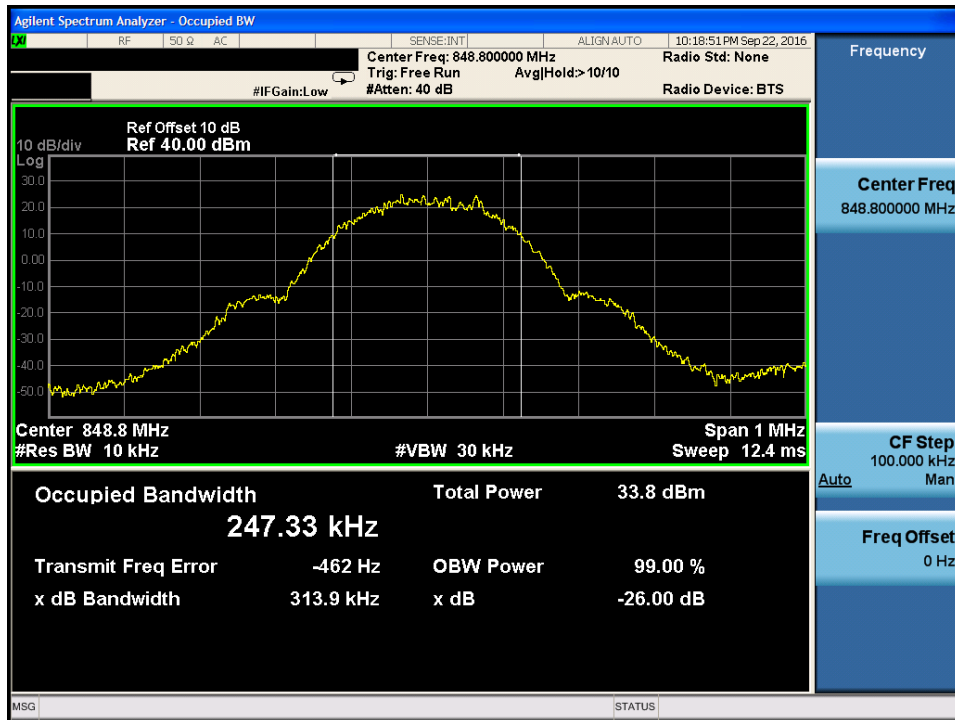 Agilent Spectrum Analyzer - Occupied BW
LXI RF 50 Ω AC SENSE:INT ALIGN AUTO 10:18:51 PM Sep 22, 2016
Center Freq: 848.800000 MHz Radio Std: None
Trig: Free Run Avg|Hold:>10/10
#IFGain:Low #Atten: 40 dB Radio Device: BTS
Ref Offset 10 dB
10 dB/div Ref 40.00 dBm
Log
30.0
20.0
10.0
0.00
-10.0
-20.0
-30.0
-40.0
-50.0
Center 848.8 MHz Span 1 MHz
#Res BW 10 kHz #VBW 30 kHz Sweep 12.4 ms
Occupied Bandwidth Total Power 33.8 dBm
247.33 kHz
Transmit Freq Error -462 Hz OBW Power 99.00 %
x dB Bandwidth 313.9 kHz x dB -26.00 dB
Frequency
Center Freq
848.800000 MHz
CF Step
100.000 kHz
Auto Man
Freq Offset
0 Hz
MSG STATUS